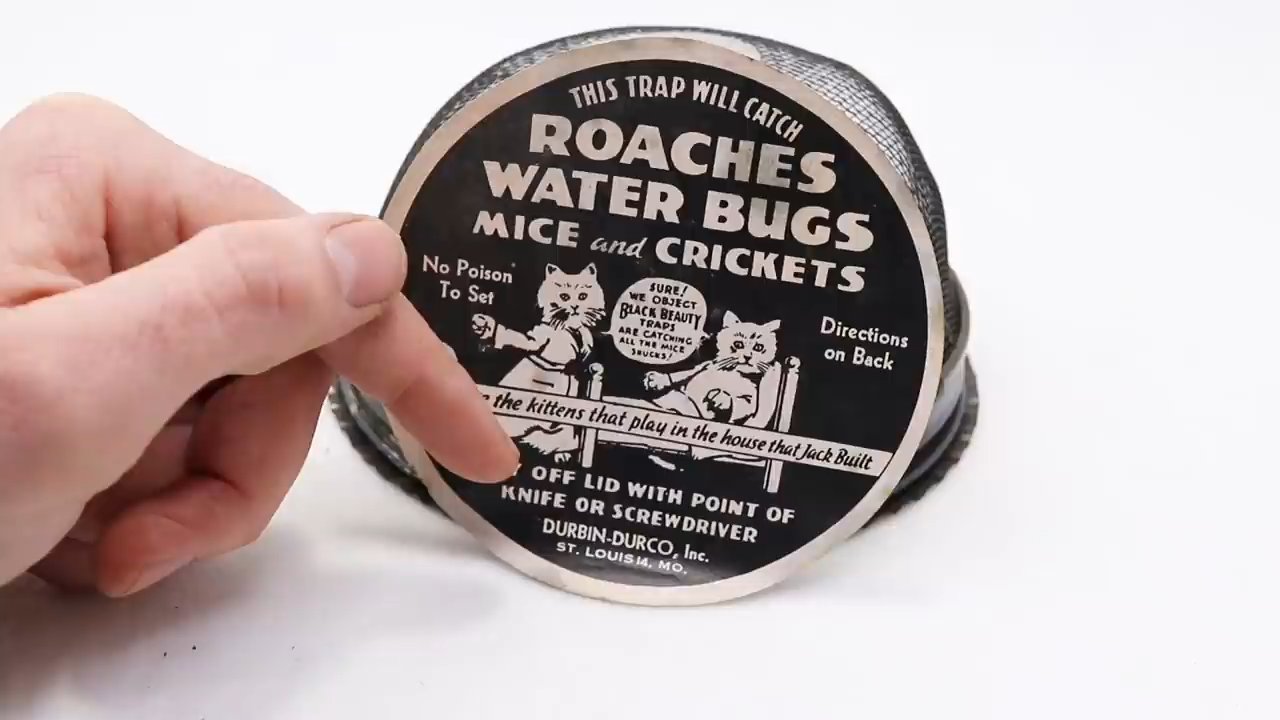 THIS TRAP WILL CATCH
ROACHES
WATER BUGS
MICE and CRICKETS
No Poison
To Set
SURE!
WE OBJECT
BLACK BEAUTY
TRAPS
ARE CATCHING
ALL THE MICE
SHUCKS!
Directions
on Back
the kittens that play in the house that Jack Built
OFF LID WITH POINT OF
KNIFE OR SCREWDRIVER
DURBIN-DURCO, Inc.
ST. LOUIS 14, MO.